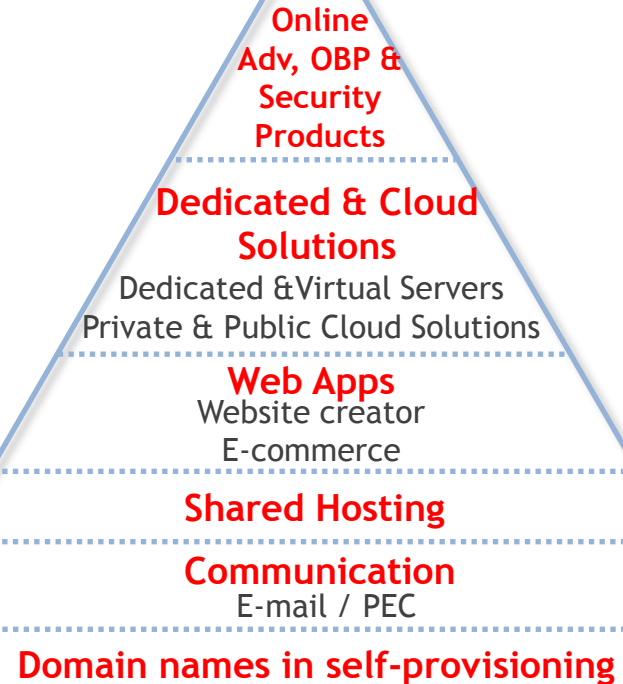 Online
Adv, OBP &
Security
Products
Dedicated & Cloud
Solutions
Dedicated &Virtual Servers
Private & Public Cloud Solutions
Web Apps
Website creator
E-commerce
Shared Hosting
Communication
E-mail / PEC
Domain names in self-provisioning